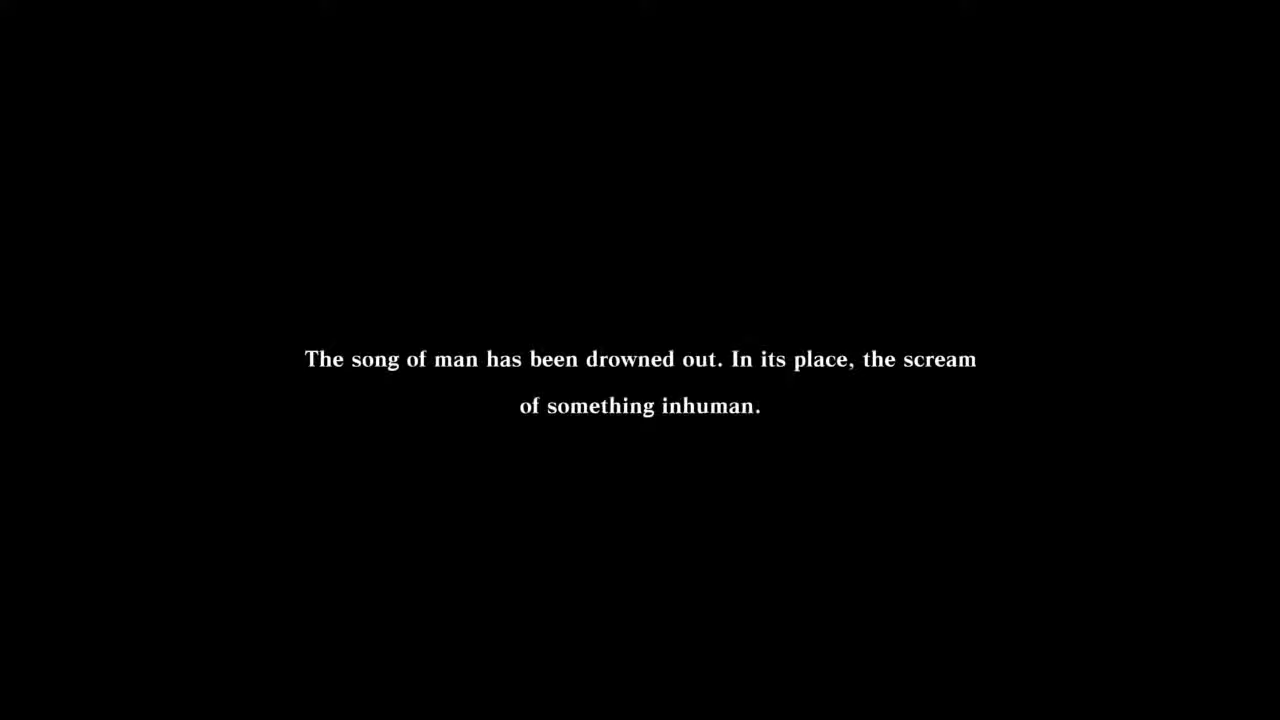 The song of man has been drowned out. In its place, the scream
of something inhuman.